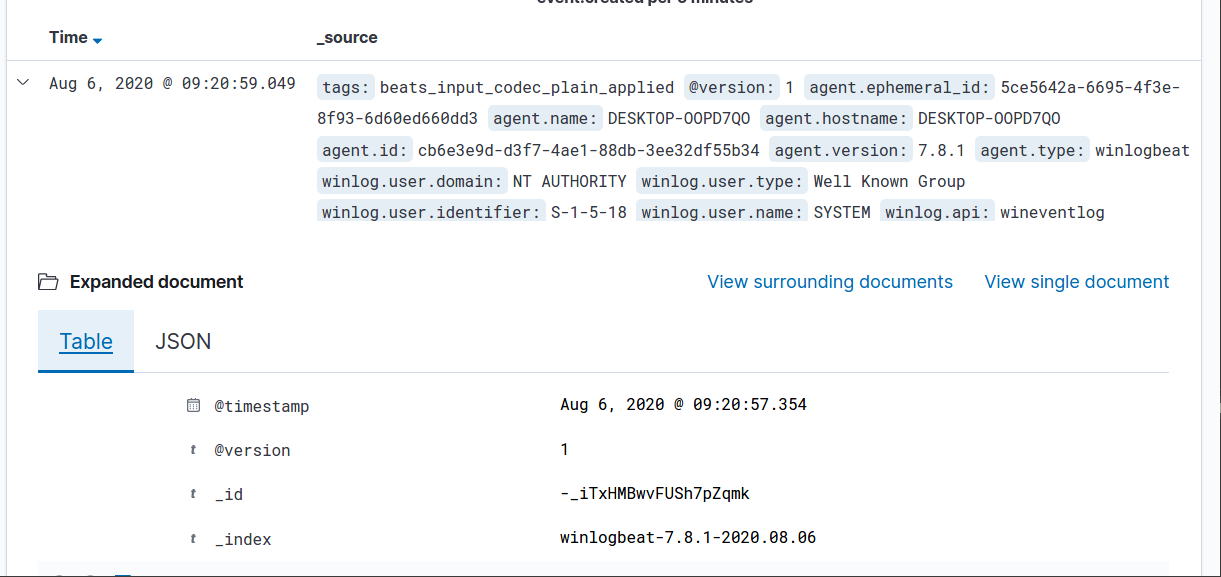 event.created per 5 minutes
Time
_source
Aug 6, 2020 @ 09:20:59.049
tags: beats_input_codec_plain_applied @version: 1 agent.ephemeral_id: 5ce5642a-6695-4f3e-
8f93-6d60ed660dd3 agent.name: DESKTOP-OOPD7QO agent.hostname: DESKTOP-OOPD7QO
agent.id: cb6e3e9d-d3f7-4ae1-88db-3ee32df55b34 agent.version: 7.8.1 agent.type: winlogbeat
winlog.user.domain: NT AUTHORITY winlog.user.type: Well Known Group
winlog.user.identifier: S-1-5-18 winlog.user.name: SYSTEM winlog.api: wineventlog
Expanded document
View surrounding documents
View single document
Table
JSON
@timestamp
Aug 6, 2020 @ 09:20:57.354
t @version
1
t _id
-_iTxHMBwvFUSh7pZqmk
t _index
winlogbeat-7.8.1-2020.08.06